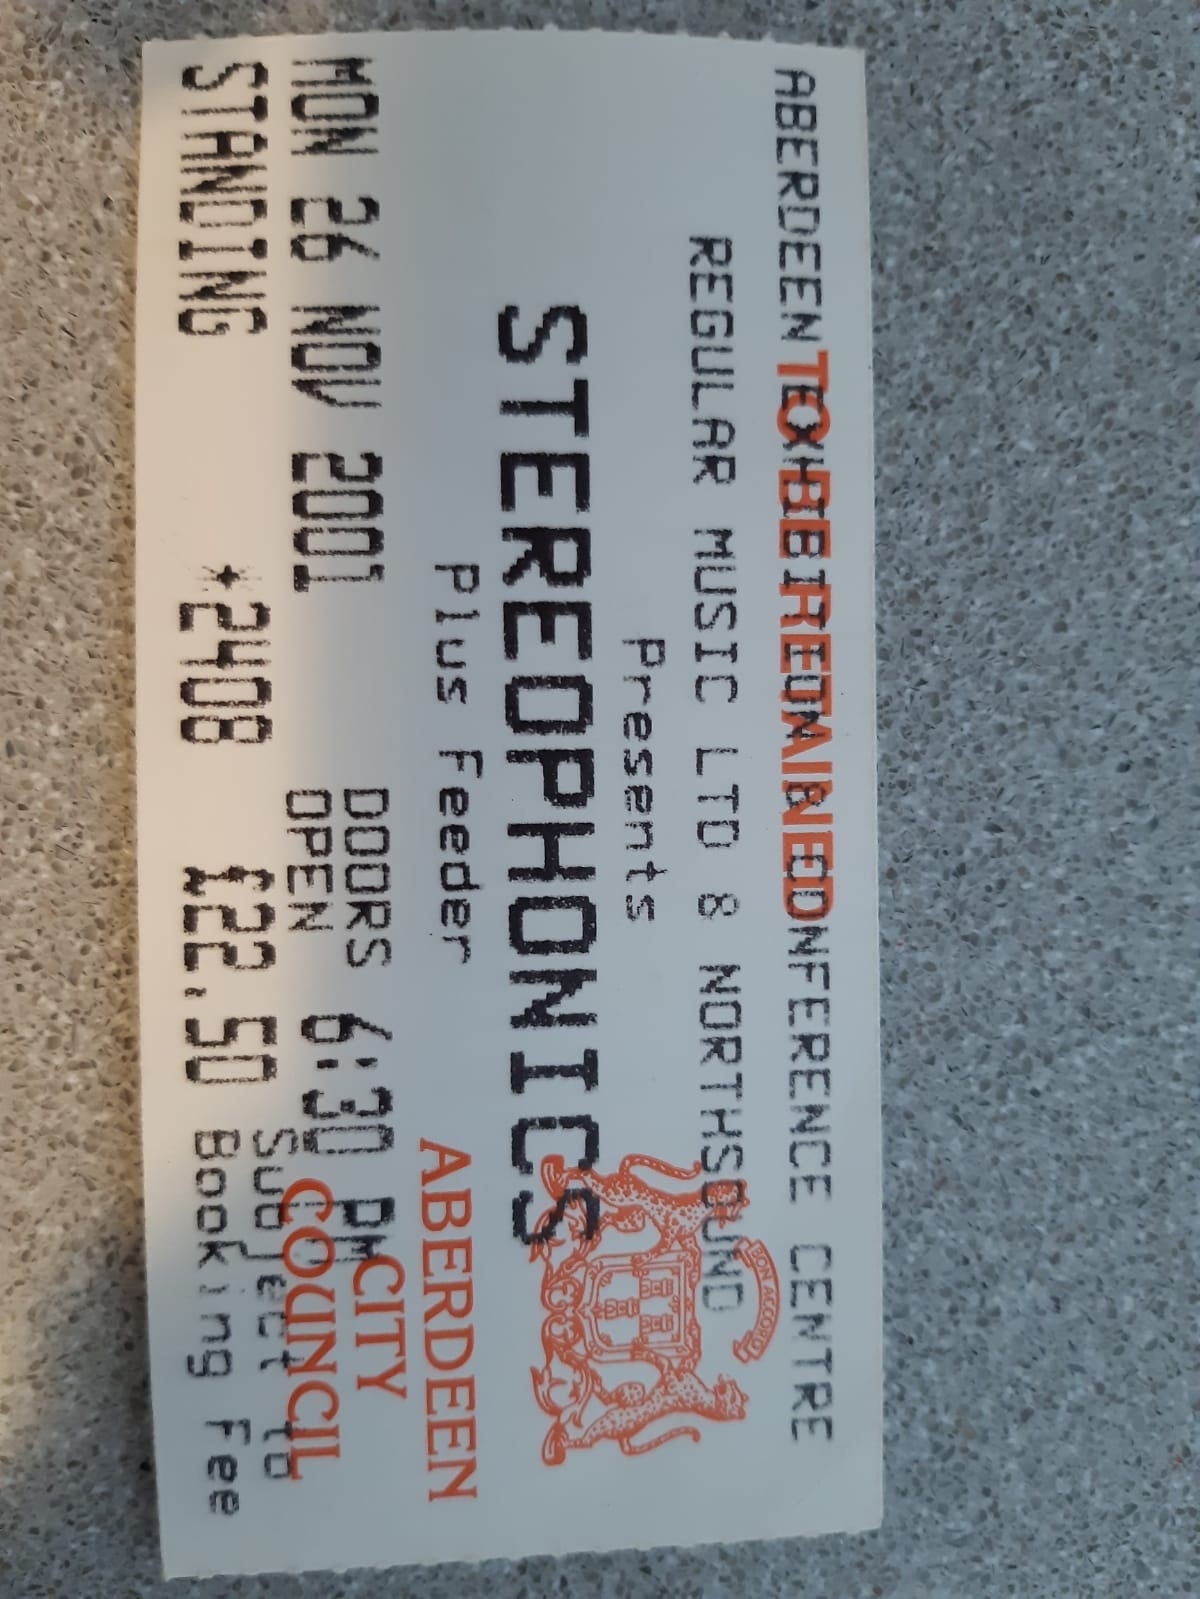 TO BE RETAINED
ABERDEEN EXHIBITION & CONFERENCE CENTRE
BON ACCORD
REGULAR MUSIC LTD & NORTHSOUND
Presents
STEREOPHONICS
Plus Feeder
ABERDEEN
CITY
COUNCIL
MON 26 NOV 2001 DOORS OPEN 6:30 PM
STANDING *2408 £22.50 Subject to
Booking Fee